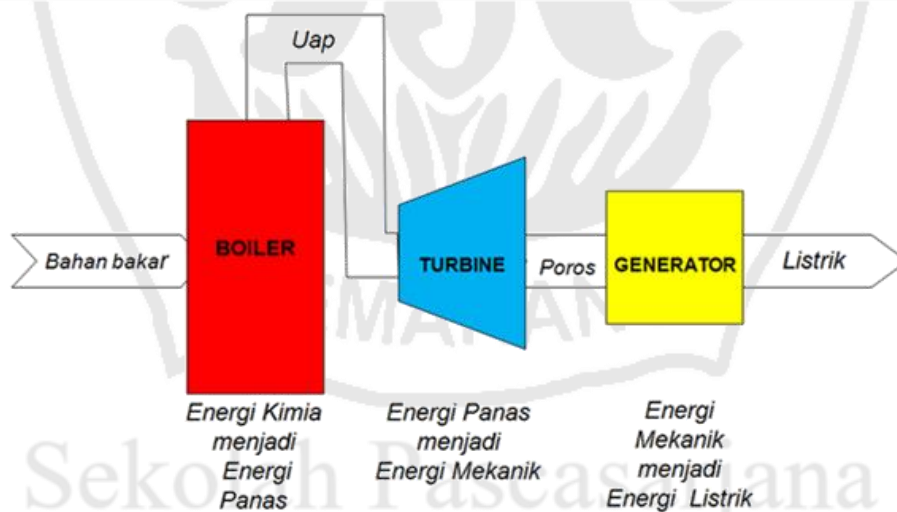 Uap
Bahan bakar
BOILER
TURBINE
Poros
GENERATOR
Listrik
Energi Kimia
menjadi
Energi
Panas
Energi Panas
menjadi
Energi Mekanik
Energi
Mekanik
menjadi
Energi Listrik
Sekolah Pascasarjana